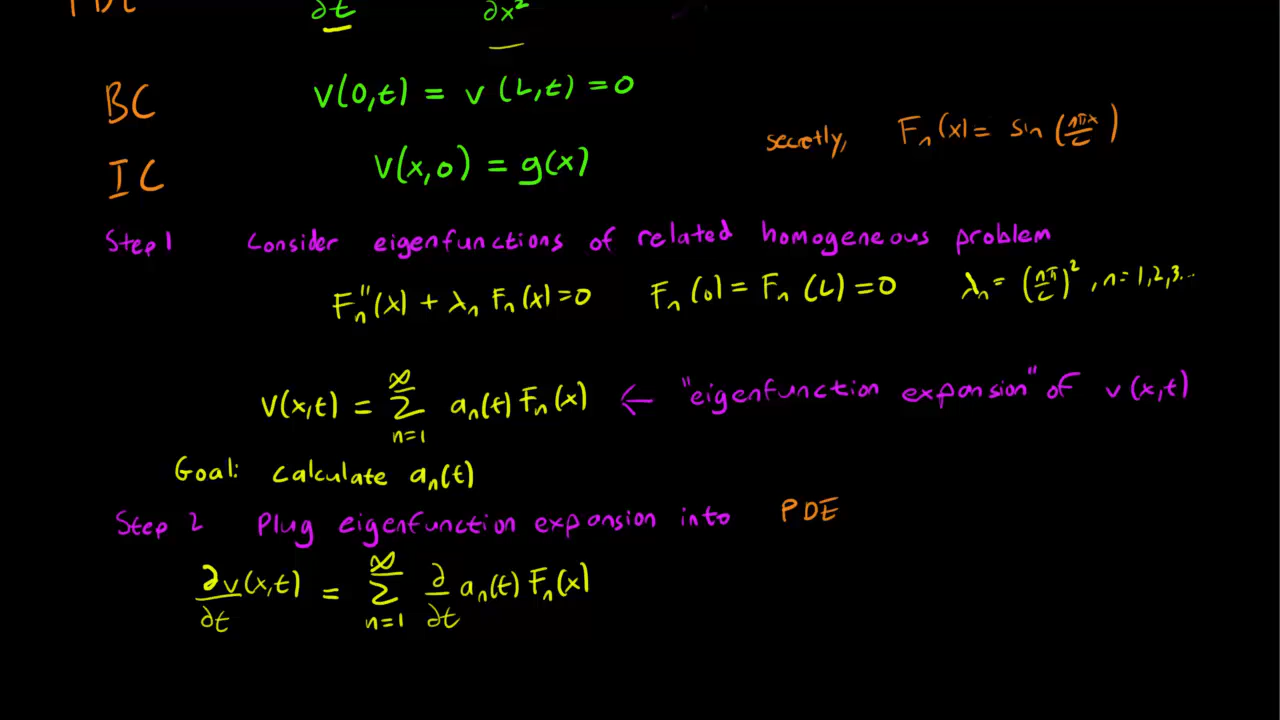 PDE ∂t ∂x²
BC v(0,t) = v(L,t) = 0
secretly, Fₙ(x) = sin(nπx/L)
IC v(x,0) = g(x)
Step 1 Consider eigenfunctions of related homogeneous problem
Fₙ''(x) + λₙ Fₙ(x) = 0 Fₙ(0) = Fₙ(L) = 0 λₙ = (nπ/L)², n = 1,2,3...
v(x,t) = ∑ₙ₌₁^∞ aₙ(t) Fₙ(x) ← "eigenfunction expansion" of v(x,t)
Goal: calculate aₙ(t)
Step 2 Plug eigenfunction expansion into PDE
∂v(x,t)/∂t = ∑ₙ₌₁^∞ ∂/∂t aₙ(t) Fₙ(x)